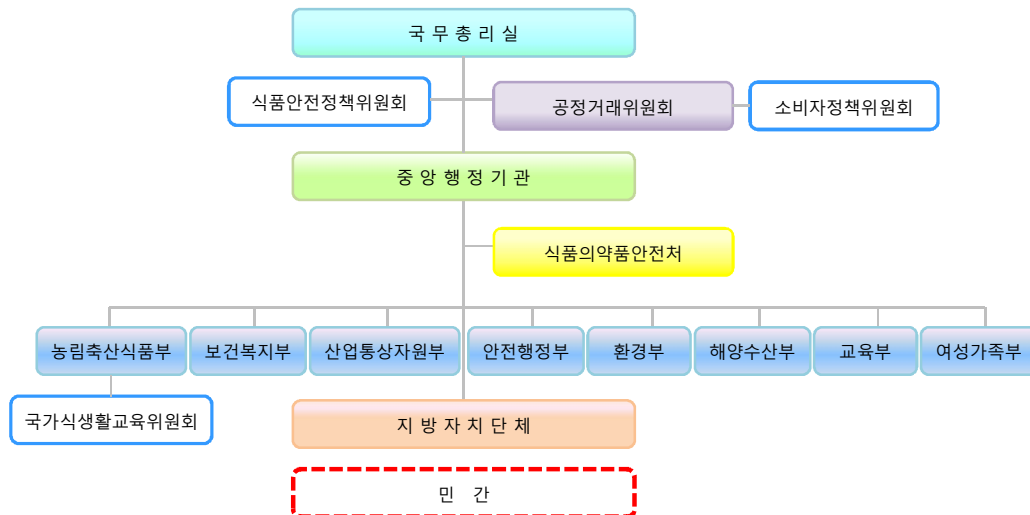 국 무 총 리 실
식품안전정책위원회
공정거래위원회
소비자정책위원회
중 앙 행 정 기 관
식품의약품안전처
농림축산식품부
보건복지부
산업통상자원부
안전행정부
환경부
해양수산부
교육부
여성가족부
국가식생활교육위원회
지 방 자 치 단 체
민 간